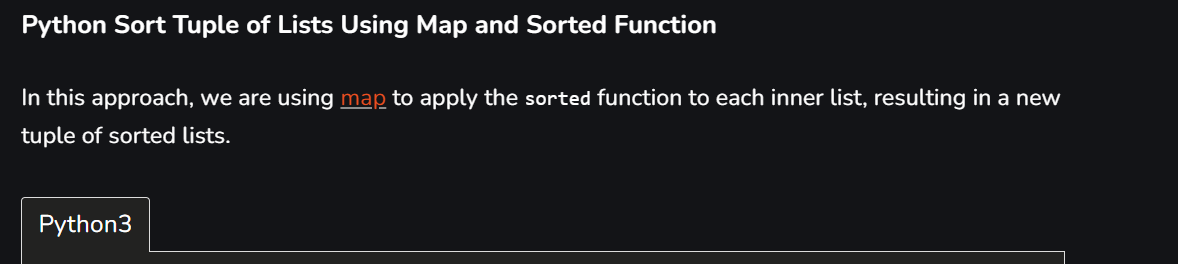 Python Sort Tuple of Lists Using Map and Sorted Function
In this approach, we are using map to apply the sorted function to each inner list, resulting in a new
tuple of sorted lists.
Python3